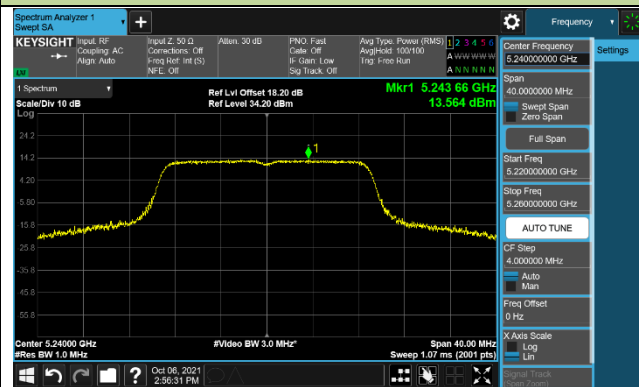 Spectrum Analyzer 1
Swept SA
Frequency
KEYSIGHT
Input: RF
Coupling: AC
Align: Auto
Input Z: 50 Ω
Corrections: Off
Freq Ref: Int (S)
NFE: Off
Atten: 30 dB
PNO: Fast
Gate: Off
IF Gain: Low
Sig Track: Off
Avg Type: Power (RMS)
Avg|Hold: 100/100
Trig: Free Run
1 2 3 4 5 6
A W W W W W
A N N N N N
LW
1 Spectrum
Scale/Div 10 dB
Log
Ref Lvl Offset 18.20 dB
Ref Level 34.20 dBm
Mkr1 5.243 66 GHz
13.564 dBm
24.2
14.2
4.20
-5.80
-15.8
-25.8
-35.8
-45.8
-55.8
1
Center 5.24000 GHz
#Res BW 1.0 MHz
#Video BW 3.0 MHz*
Span 40.00 MHz
Sweep 1.07 ms (2001 pts)
Oct 06, 2021
2:56:31 PM
Center Frequency
5.240000000 GHz
Settings
Span
40.0000000 MHz
Swept Span
Zero Span
Full Span
Start Freq
5.220000000 GHz
Stop Freq
5.260000000 GHz
AUTO TUNE
CF Step
4.000000 MHz
Auto
Man
Freq Offset
0 Hz
X Axis Scale
Log
Lin
Signal Track
(Span Zoom)